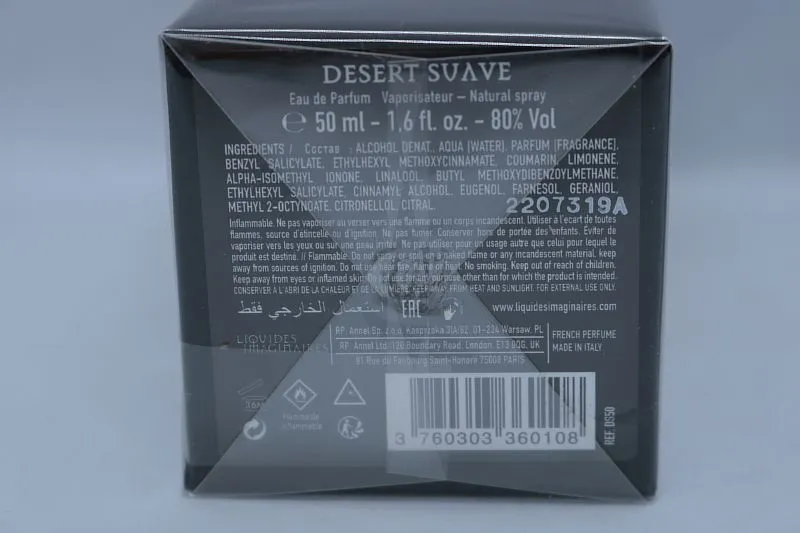 DESERT SUAVE
Eau de Parfum Vaporisateur – Natural spray
℮ 50 ml - 1,6 fl. oz. - 80% Vol
INGREDIENTS / Состав : ALCOHOL DENAT., AQUA (WATER), PARFUM (FRAGRANCE),
BENZYL SALICYLATE, ETHYLHEXYL METHOXYCINNAMATE, COUMARIN, LIMONENE,
ALPHA-ISOMETHYL IONONE, LINALOOL, BUTYL METHOXYDIBENZOYLMETHANE,
ETHYLHEXYL SALICYLATE, CINNAMYL ALCOHOL, EUGENOL, FARNESOL, GERANIOL,
METHYL 2-OCTYNOATE, CITRONELLOL, CITRAL.
2207319A
Inflammable. Ne pas vaporiser ou verser vers une flamme ou un corps incandescent. Utiliser à l'écart de toutes
flammes, source d'étincelle ou d'ignition. Ne pas fumer. Conserver hors de portée des enfants. Éviter de
vaporiser vers les yeux ou sur une peau irritée. Ne pas utiliser pour un usage autre que celui pour lequel le
produit est destiné. // Flammable. Do not spray or spill on a naked flame or any incandescent material, keep
away from sources of ignition. Do not use near fire, flame or heat. No smoking. Keep out of reach of children.
Keep away from eyes or inflamed skin. Do not use for any purpose other than for which the product is intended.
CONSERVER A L'ABRI DE LA CHALEUR ET DE LA LUMIÈRE. KEEP AWAY FROM HEAT AND SUNLIGHT. FOR EXTERNAL USE ONLY.
استعمال الخارجي فقط EAC www.liquidesimaginaires.com
LIQUIDES
IMAGINAIRES
RP. Annel Sp. z.o.o. Kasprzaka 31A/82, 01-234 Warsaw, PL
RP. Annel Ltd. 120 Boundary Road, London, E13 9QG, UK
91 Rue du Faubourg Saint-Honoré 75008 PARIS
FRENCH PERFUME
MADE IN ITALY
36M
Flammable
Inflammable
3 760303 360108
REF. DS50